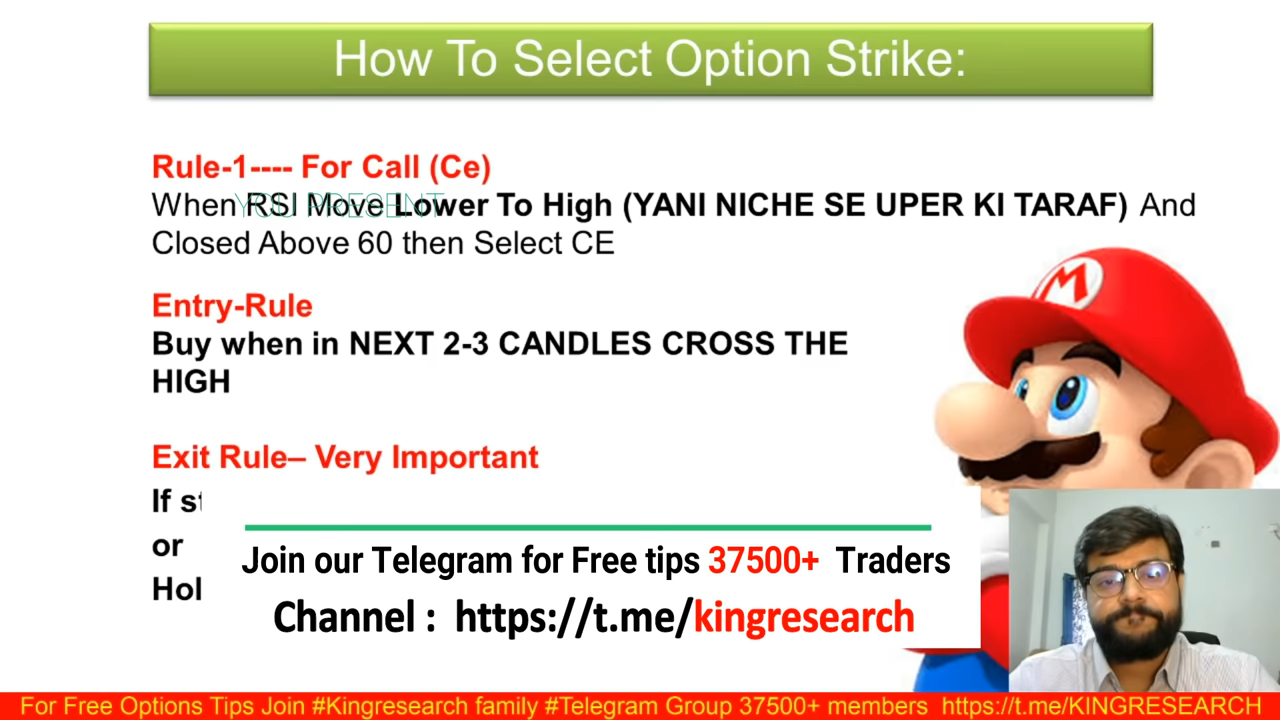 How To Select Option Strike:
Rule-1---- For Call (Ce)
When RSI Move Lower To High (YANI NICHE SE UPER KI TARAF) And
YOU PRESENT
Closed Above 60 then Select CE
Entry-Rule
Buy when in NEXT 2-3 CANDLES CROSS THE
HIGH
Exit Rule– Very Important
If
or
Join our Telegram for Free tips 37500+ Traders
Channel : https://t.me/kingresearch
M
For Free Options Tips Join #Kingresearch family #Telegram Group 37500+ members https://t.me/KINGRESEARCH